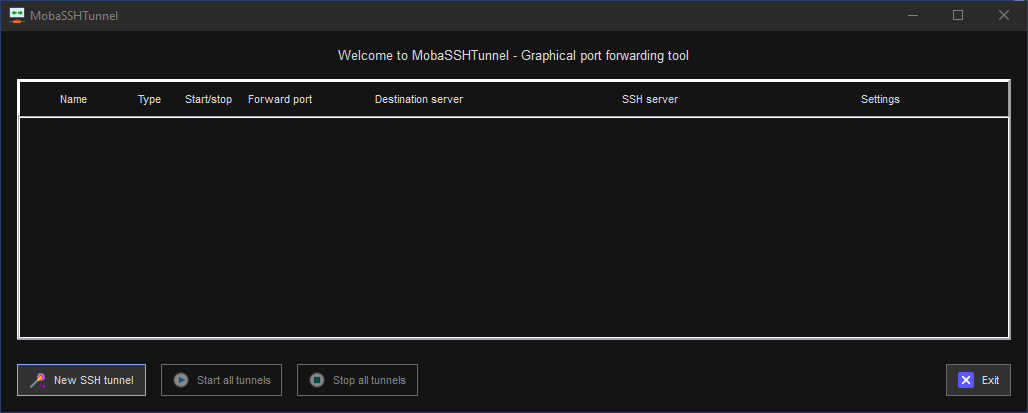 MobaSSHTunnel
Welcome to MobaSSHTunnel - Graphical port forwarding tool
Name Type Start/stop Forward port Destination server SSH server Settings
New SSH tunnel Start all tunnels Stop all tunnels Exit